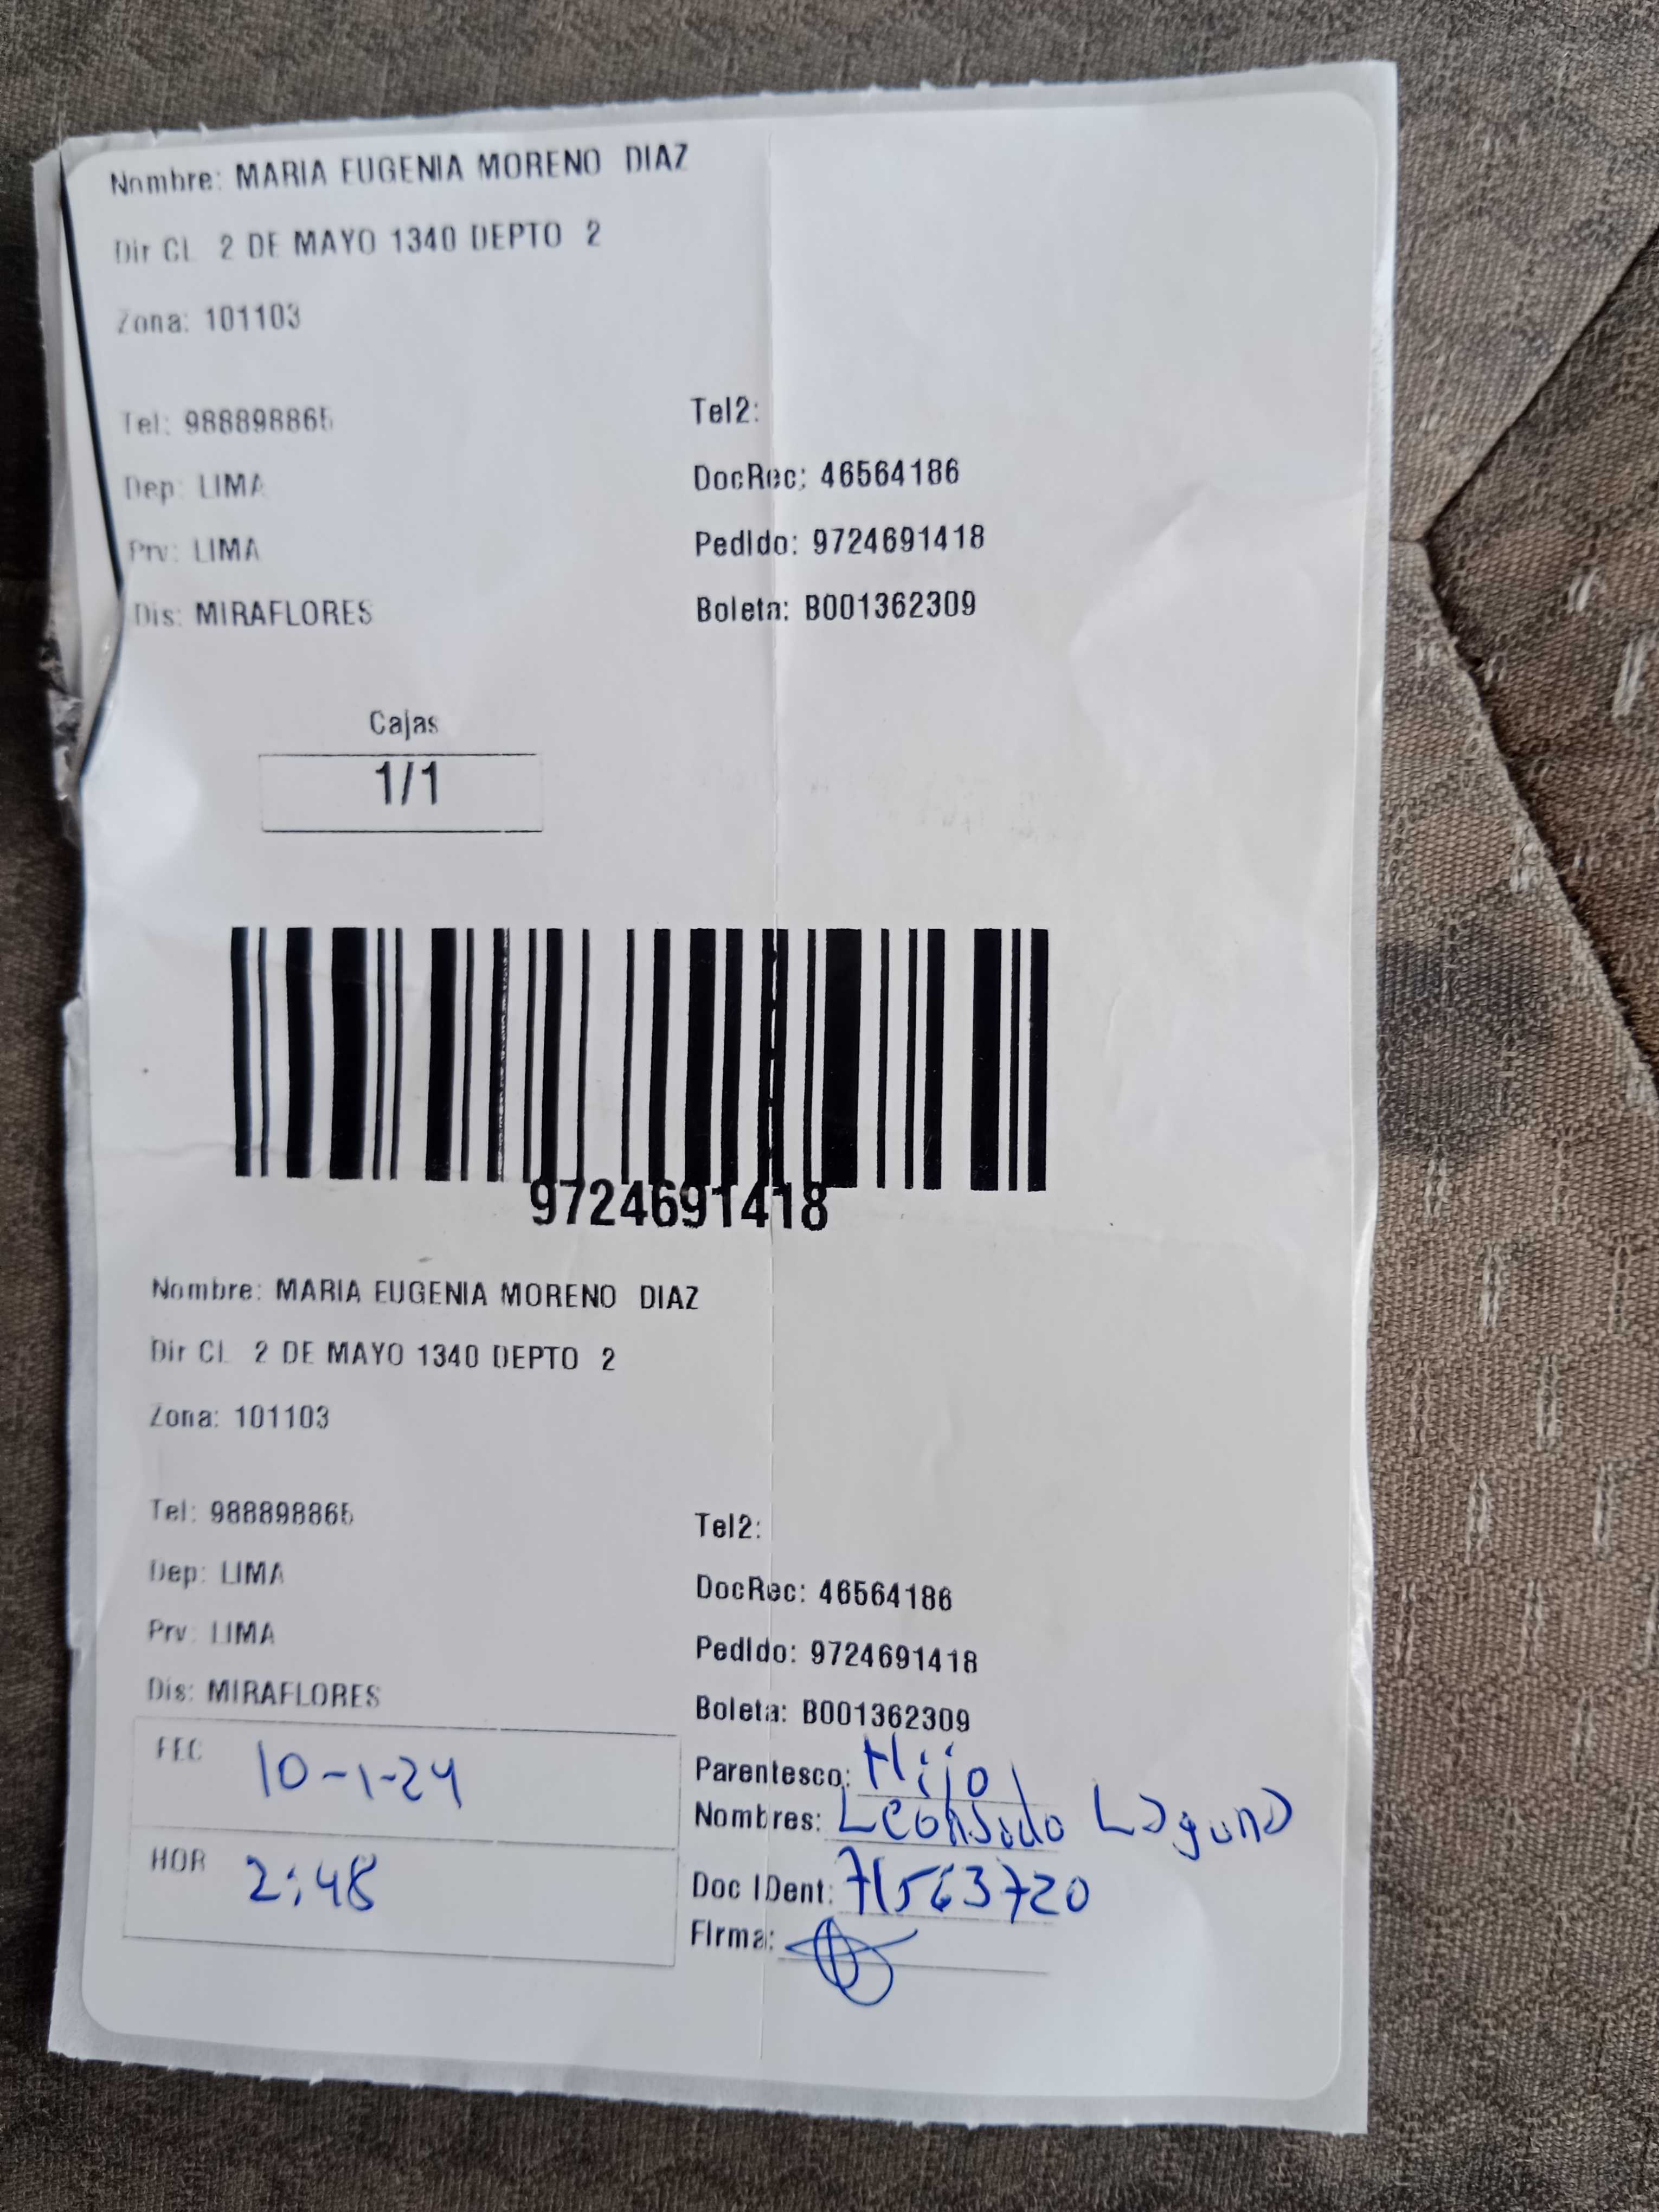 Nombre: MARIA EUGENIA MORENO DIAZ
Dir CL 2 DE MAYO 1340 DEPTO 2
Zona: 101103
Tel: 988898865
Tel2:
Dep: LIMA
DocRec: 46564186
Prv: LIMA
Pedido: 9724691418
Dis: MIRAFLORES
Boleta: B001362309
Cajas
1/1
9724691418
Nombre: MARIA EUGENIA MORENO DIAZ
Dir CL 2 DE MAYO 1340 DEPTO 2
Zona: 101103
Tel: 988898865
Tel2:
Dep: LIMA
DocRec: 46564186
Prv: LIMA
Pedido: 9724691418
Dis: MIRAFLORES
Boleta: B001362309
FEC 10-1-24
Parentesco: Hijo
Nombres: Laguna
HOR 2:48
Doc IDent: 71563720
Firma: